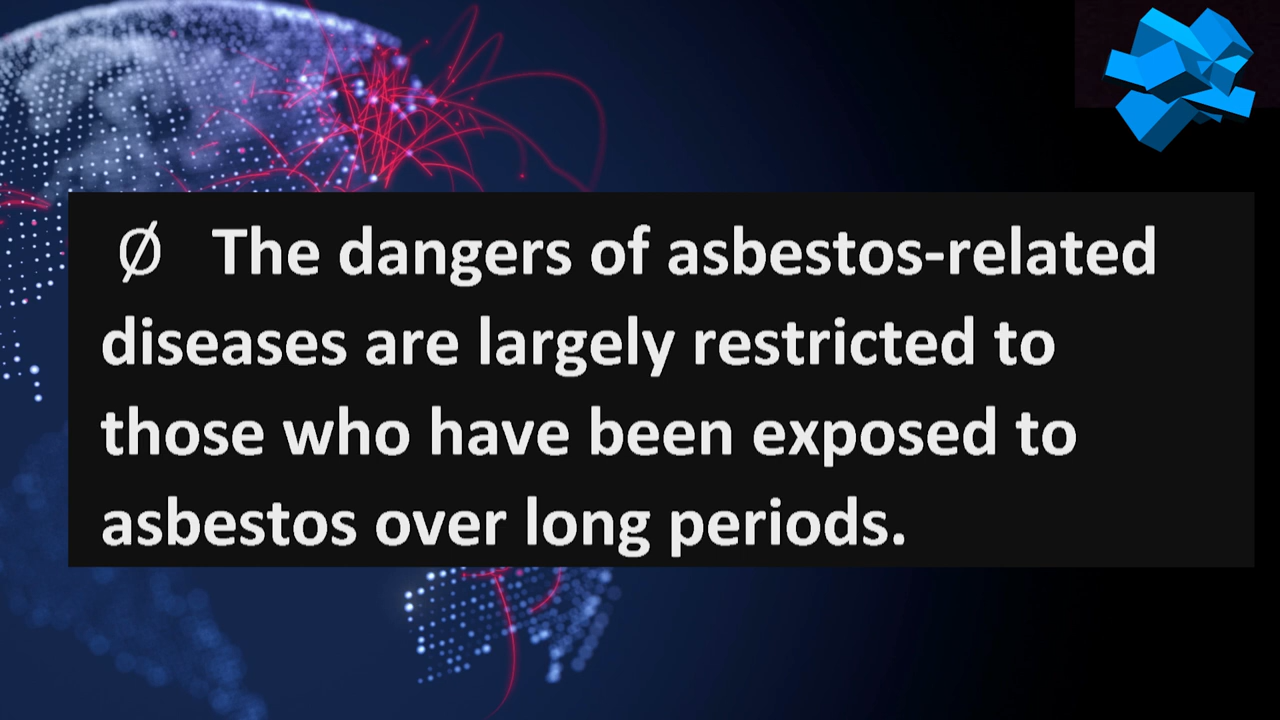 Ø The dangers of asbestos-related
diseases are largely restricted to
those who have been exposed to
asbestos over long periods.